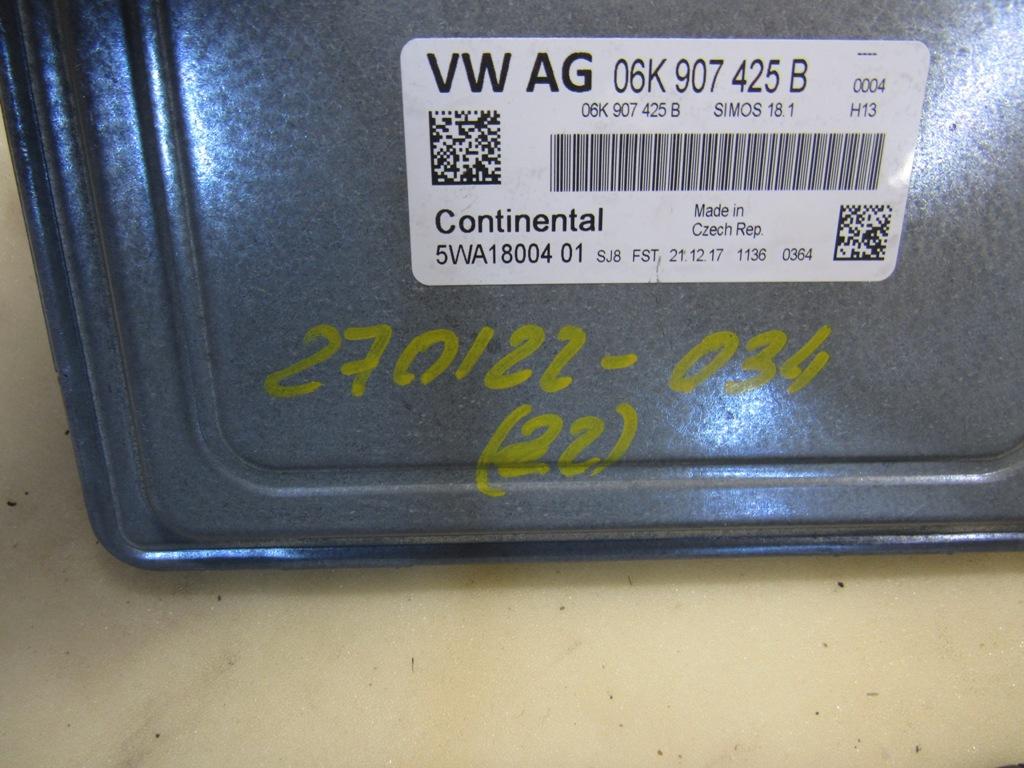 VW AG 06K 907 425 B ----
0004
06K 907 425 B SIMOS 18.1 H13
Continental Made in
Czech Rep.
5WA18004 01 SJ8 FST 21.12.17 1136 0364
270122-034
(22)